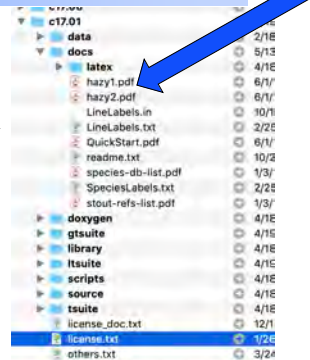 c17.00
c17.01
data 2/18
docs 5/13
latex 4/18
hazy1.pdf 6/1/
hazy2.pdf 6/1/
LineLabels.in 10/1
LineLabels.txt 2/25
QuickStart.pdf 6/1/
readme.txt 10/2
species-db-list.pdf 1/3/
SpeciesLabels.txt 2/25
stout-refs-list.pdf 1/3/
doxygen 4/18
gtsuite 4/19
library 4/18
ltsuite 4/19
scripts 4/18
source 4/18
tsuite 4/18
license_doc.txt 12/1
license.txt 1/26
others.txt 3/24